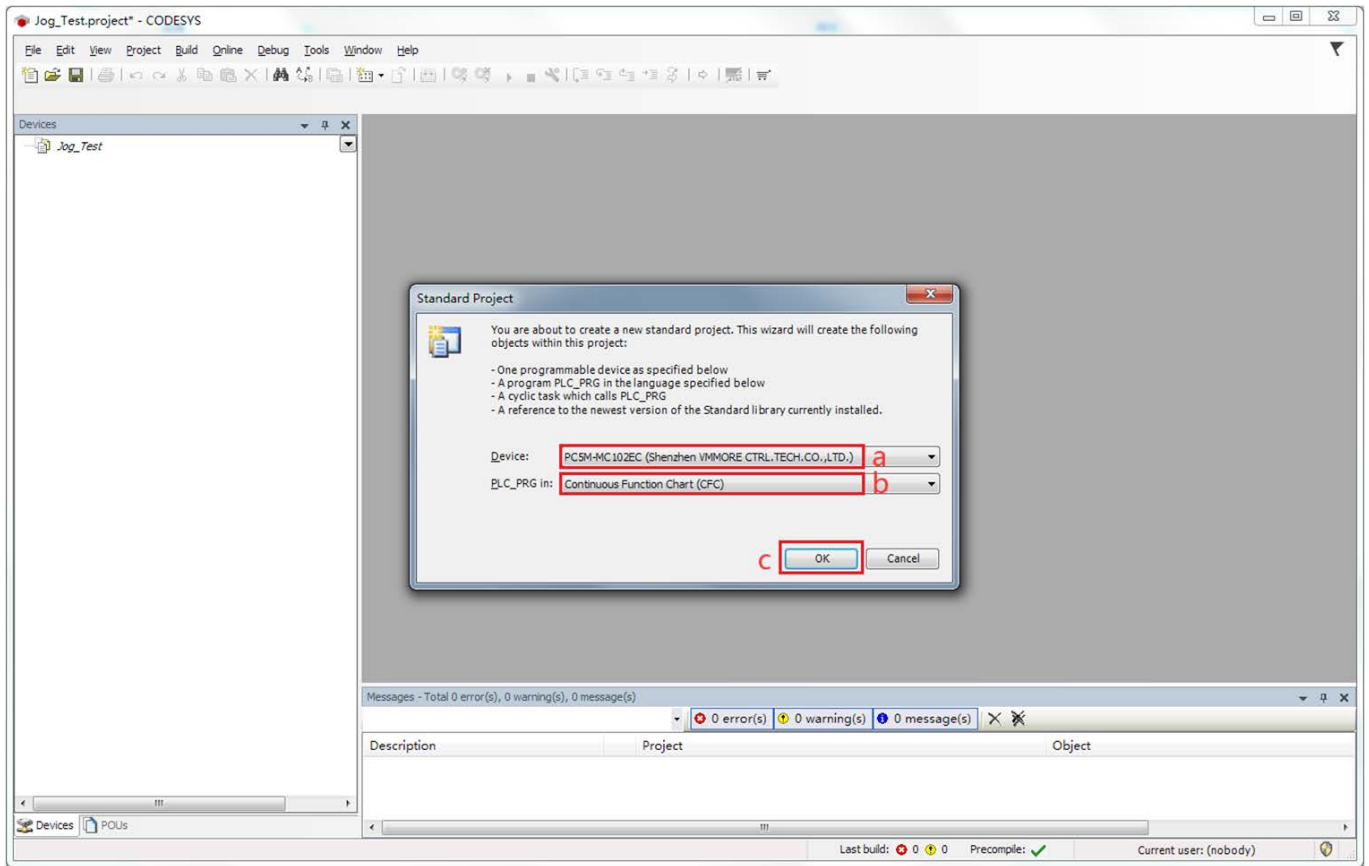 Jog_Test.project* - CODESYS
File Edit View Project Build Online Debug Tools Window Help
Devices
Jog_Test
Standard Project
You are about to create a new standard project. This wizard will create the following
objects within this project:
- One programmable device as specified below
- A program PLC_PRG in the language specified below
- A cyclic task which calls PLC_PRG
- A reference to the newest version of the Standard library currently installed.
Device: PC5M-MC102EC (Shenzhen VMMORE CTRL.TECH.CO.,LTD.) a
PLC_PRG in: Continuous Function Chart (CFC) b
c OK Cancel
Messages - Total 0 error(s), 0 warning(s), 0 message(s)
0 error(s) 0 warning(s) 0 message(s)
Description Project Object
Devices POUs
Last build: 0 0 Precompile: Current user: (nobody)